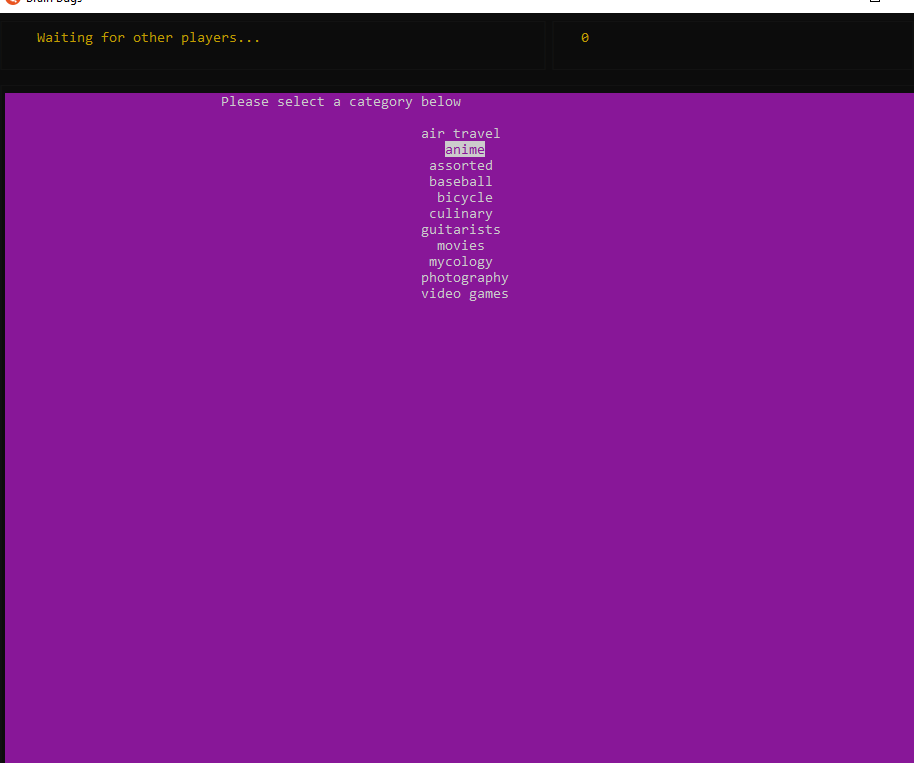 Brain Bugs
Waiting for other players...
0
Please select a category below
air travel
anime
assorted
baseball
bicycle
culinary
guitarists
movies
mycology
photography
video games